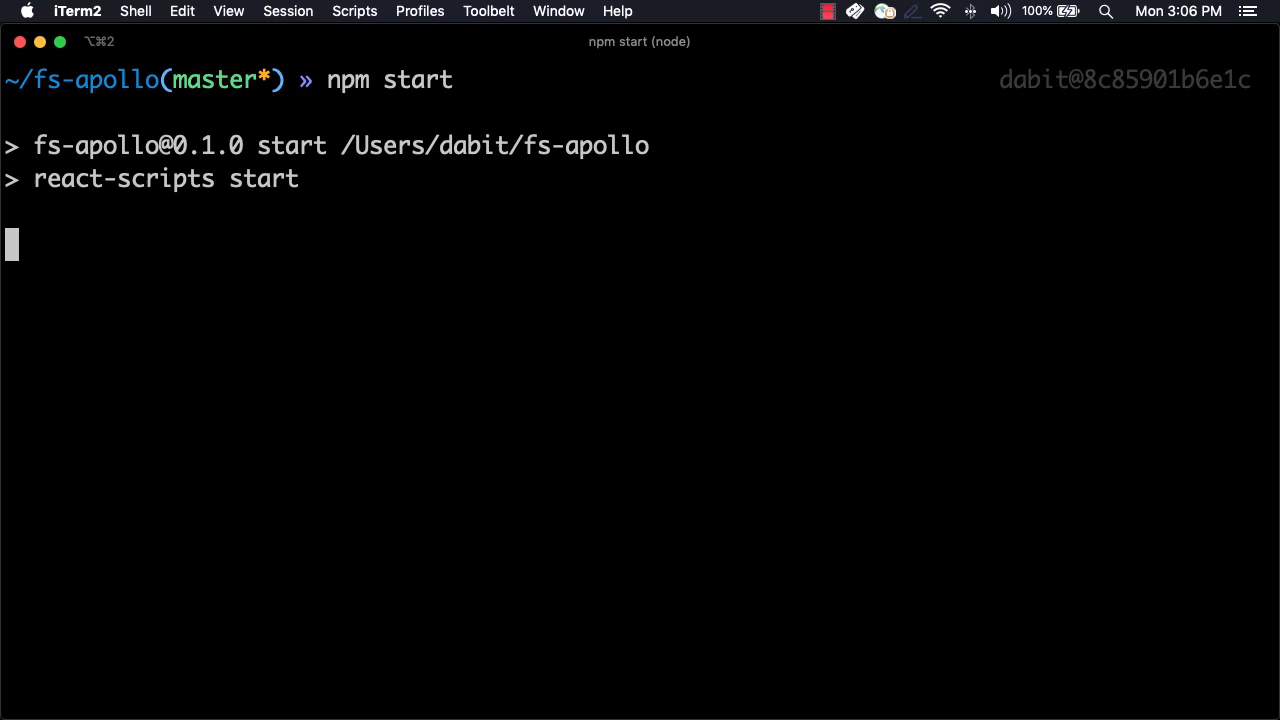 iTerm2 Shell Edit View Session Scripts Profiles Toolbelt Window Help 100% Mon 3:06 PM
⌥⌘2 npm start (node)
~/fs-apollo(master*) » npm start dabit@8c85901b6e1c
> fs-apollo@0.1.0 start /Users/dabit/fs-apollo
> react-scripts start